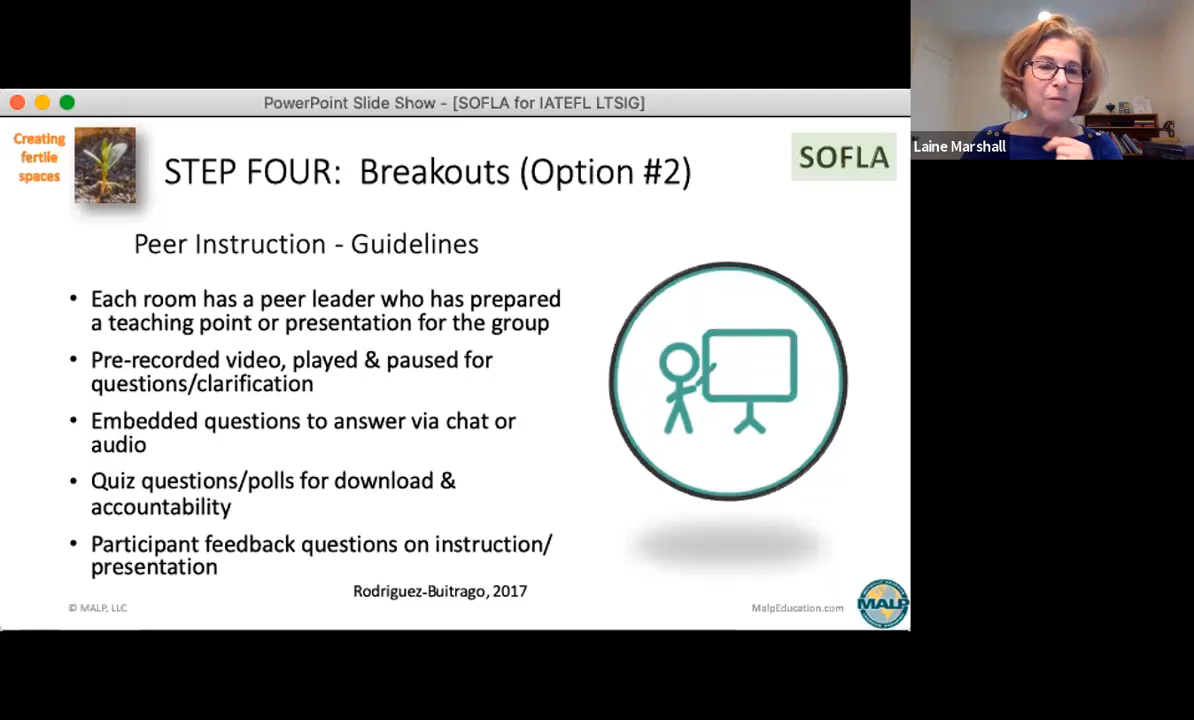 PowerPoint Slide Show - [SOFLA for IATEFL LTSIG]
Laine Marshall
Creating
fertile
spaces
STEP FOUR:  Breakouts (Option #2)
SOFLA
Peer Instruction - Guidelines
• Each room has a peer leader who has prepared
a teaching point or presentation for the group
• Pre-recorded video, played & paused for
questions/clarification
• Embedded questions to answer via chat or
audio
• Quiz questions/polls for download &
accountability
• Participant feedback questions on instruction/
presentation
Rodriguez-Buitrago, 2017
© MALP, LLC
MalpEducation.com
MALP